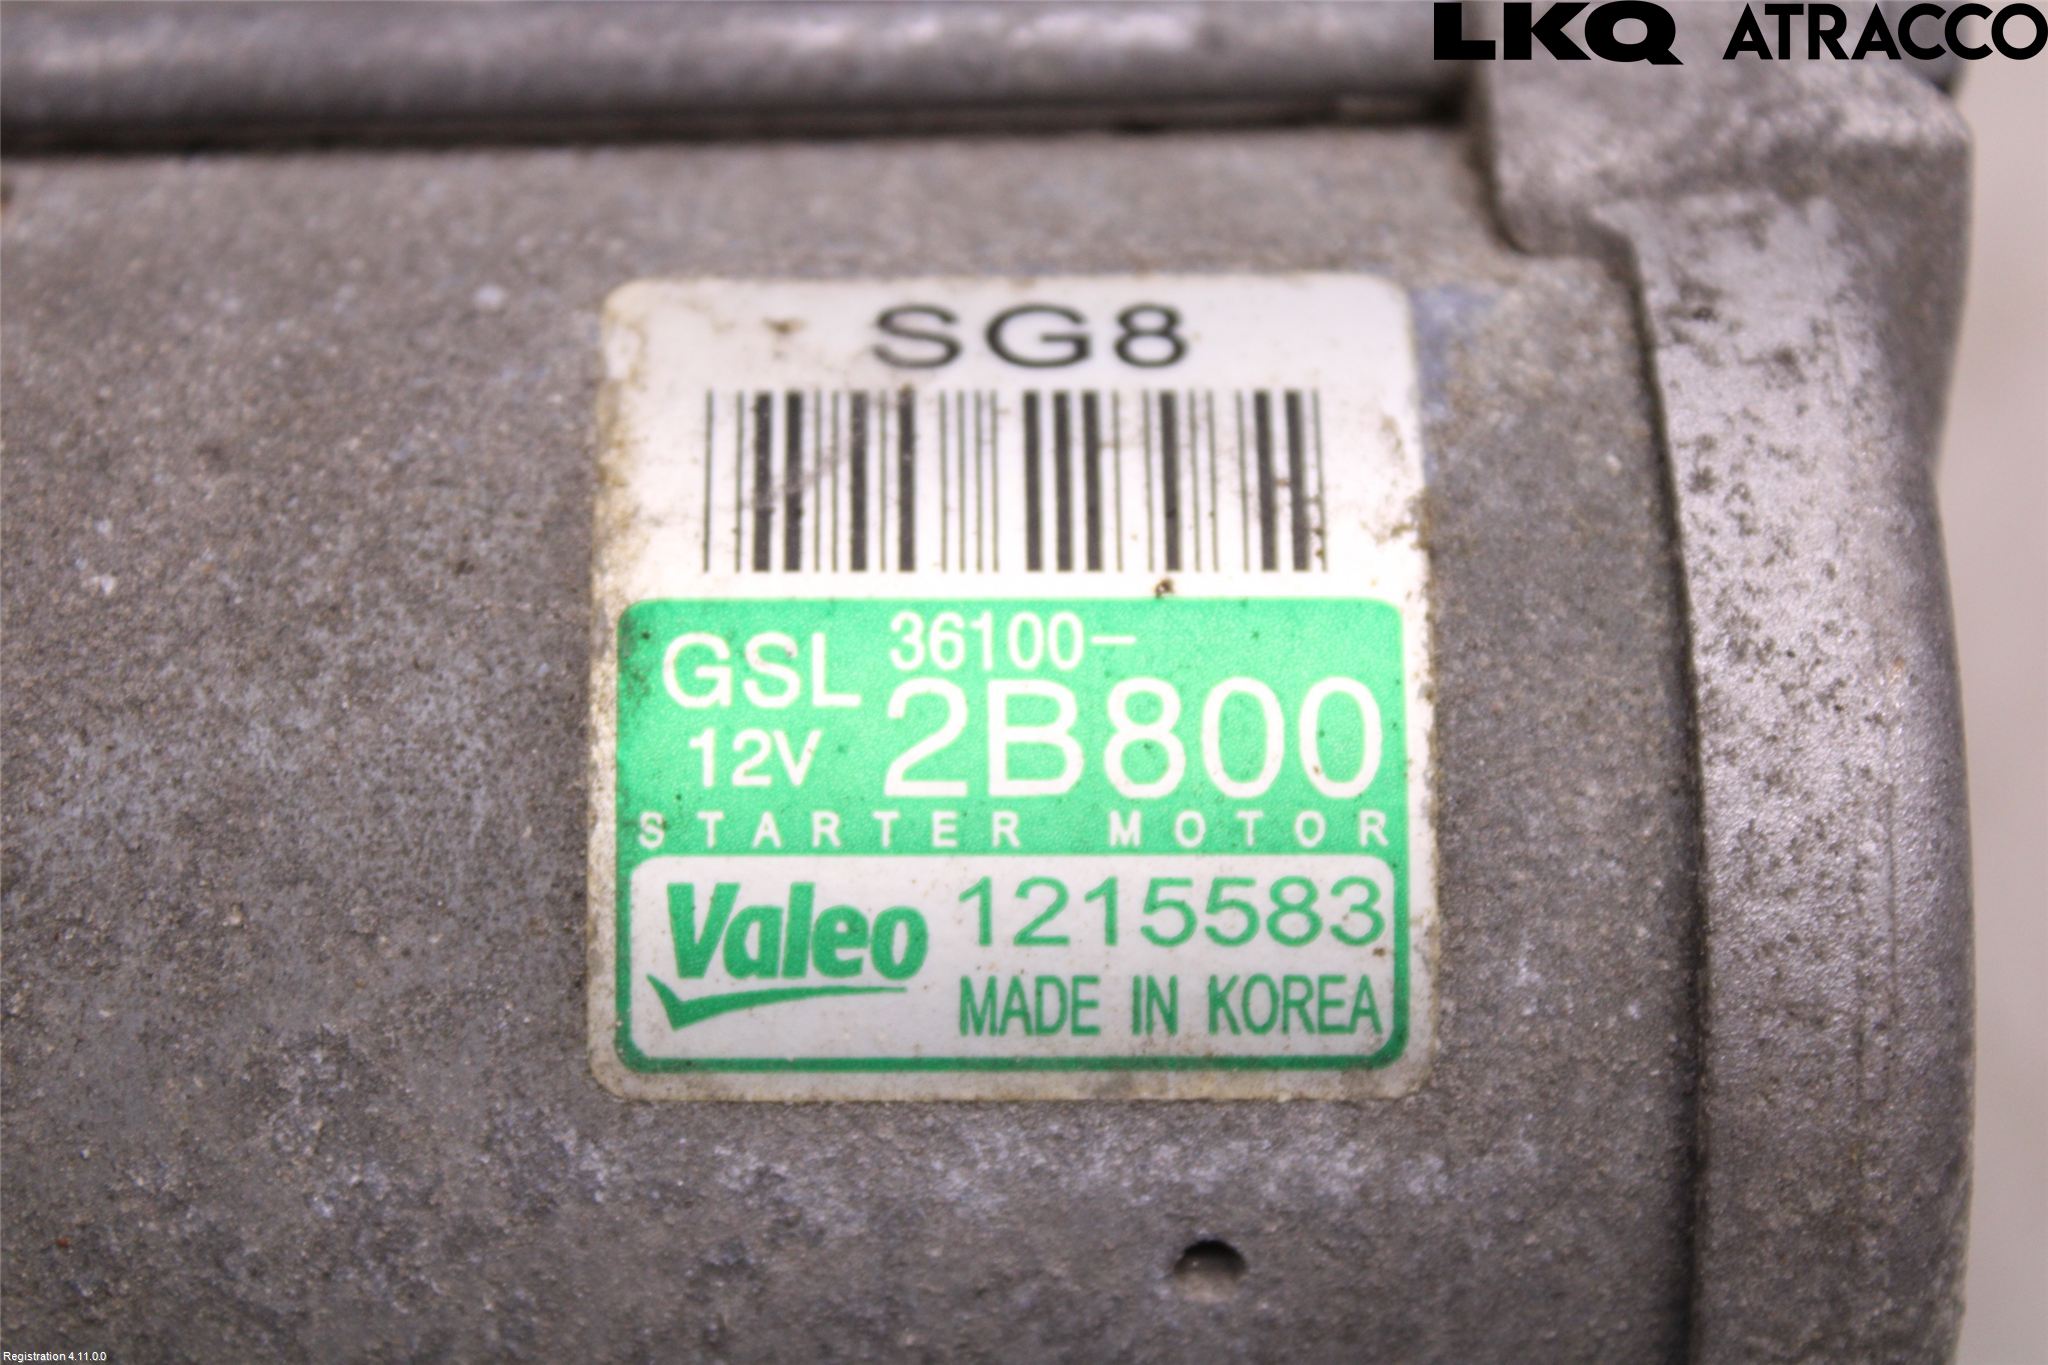 LKQ ATRACCO
SG8
GSL 36100-
12V 2B800
STARTER MOTOR
Valeo 1215583
MADE IN KOREA
Registration 4.11.0.0